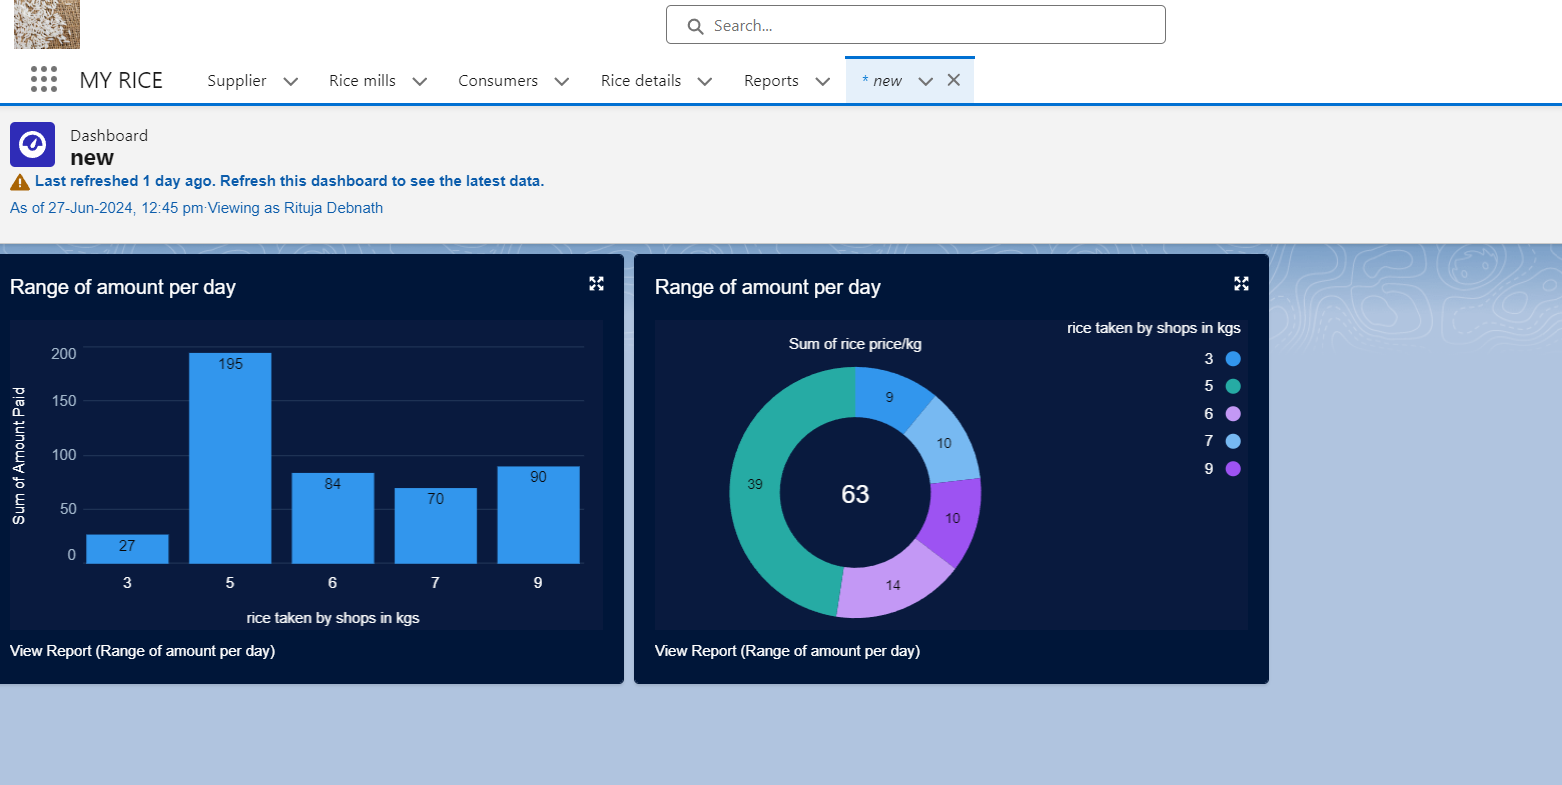 Search...
MY RICE
Supplier
Rice mills
Consumers
Rice details
Reports
* new
Dashboard
new
Last refreshed 1 day ago. Refresh this dashboard to see the latest data.
As of 27-Jun-2024, 12:45 pm·Viewing as Rituja Debnath
Range of amount per day
Sum of Amount Paid
200
150
100
50
0
27
195
84
70
90
3
5
6
7
9
rice taken by shops in kgs
View Report (Range of amount per day)
Range of amount per day
rice taken by shops in kgs
Sum of rice price/kg
3
5
6
7
9
9
10
10
14
39
63
View Report (Range of amount per day)